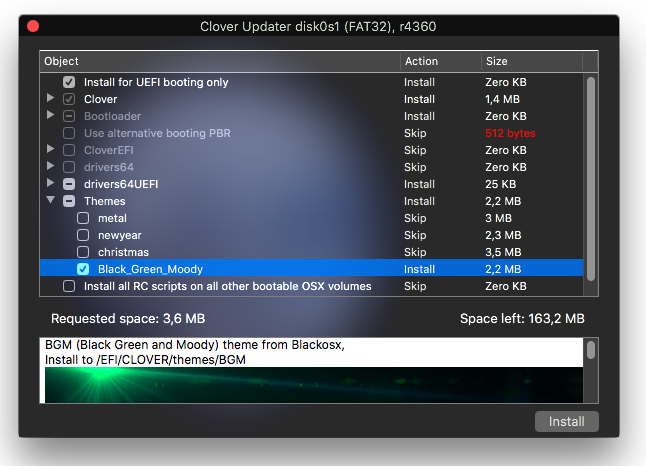 Clover Updater disk0s1 (FAT32), r4360
Object Action Size
Install for UEFI booting only Install Zero KB
Clover Install 1,4 MB
Bootloader Install Zero KB
Use alternative booting PBR Skip 512 bytes
CloverEFI Skip Zero KB
drivers64 Skip Zero KB
drivers64UEFI Install 25 KB
Themes Install 2,2 MB
metal Skip 3 MB
newyear Skip 2,3 MB
christmas Skip 3,5 MB
Black_Green_Moody Install 2,2 MB
Install all RC scripts on all other bootable OSX volumes Skip Zero KB
Requested space: 3,6 MB Space left: 163,2 MB
BGM (Black Green and Moody) theme from Blackosx,
Install to /EFI/CLOVER/themes/BGM
Install